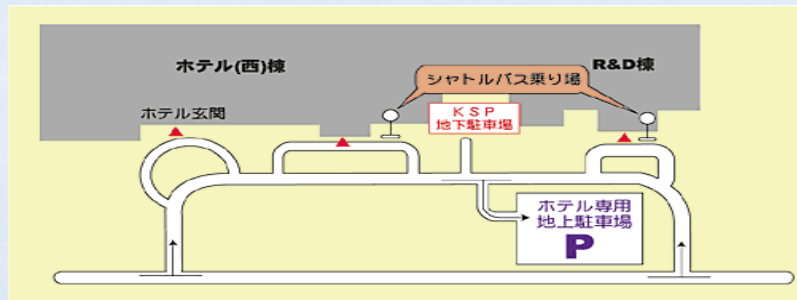 ホテル(西)棟
R&D棟
シャトルバス乗り場
ホテル玄関
KSP
地下駐車場
ホテル専用
地上駐車場
P